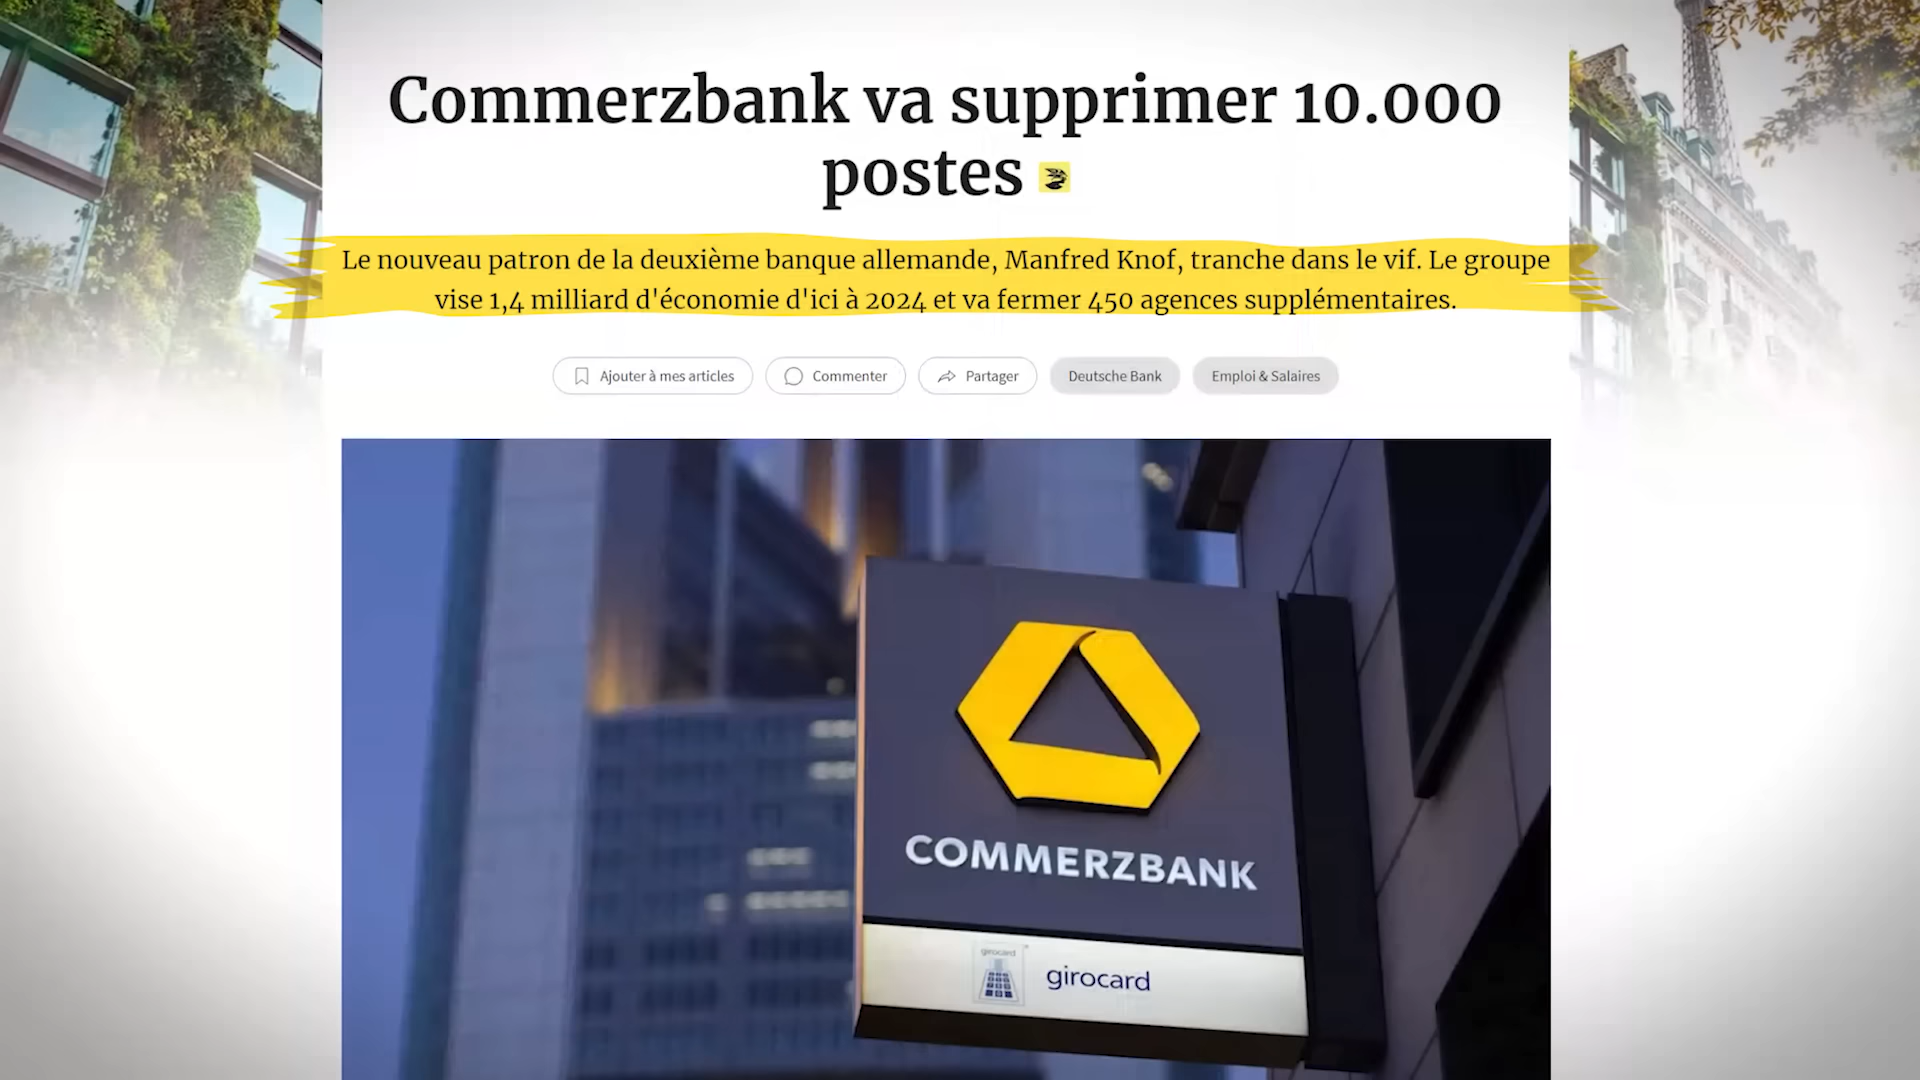 Commerzbank va supprimer 10.000
postes
Le nouveau patron de la deuxième banque allemande, Manfred Knof, tranche dans le vif. Le groupe
vise 1,4 milliard d'économie d'ici à 2024 et va fermer 450 agences supplémentaires.
Ajouter à mes articles
Commenter
Partager
Deutsche Bank
Emploi & Salaires
COMMERZBANK
girocard
girocard